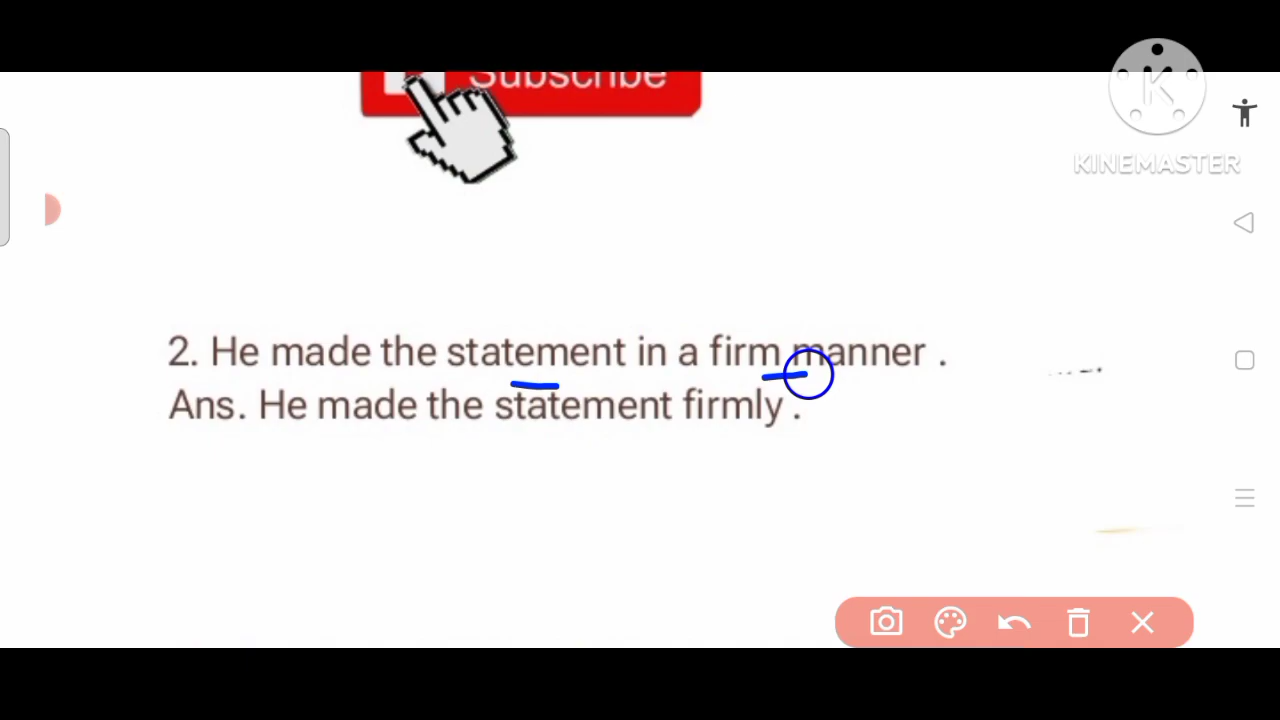 Subscribe
KINEMASTER
2. He made the statement in a firm manner .
Ans. He made the statement firmly .